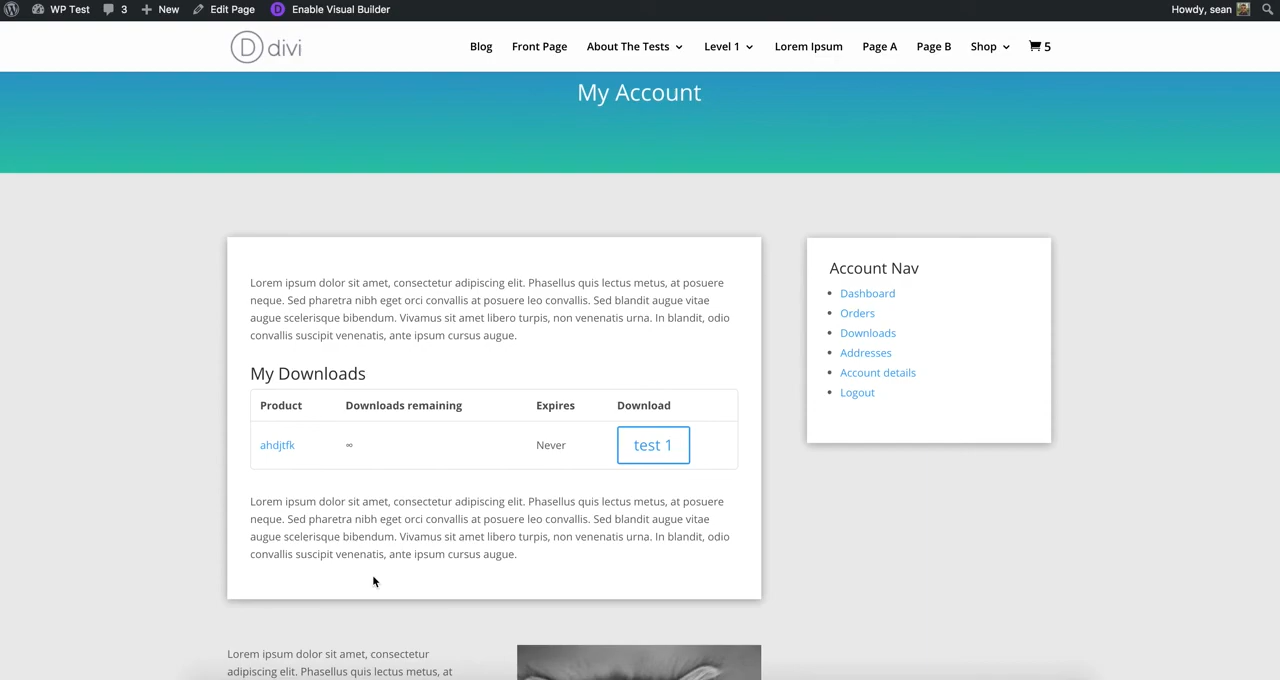 WP Test 3 New Edit Page D Enable Visual Builder Howdy, sean
D divi Blog Front Page About The Tests Level 1 Lorem Ipsum Page A Page B Shop 5
My Account
Lorem ipsum dolor sit amet, consectetur adipiscing elit. Phasellus quis lectus metus, at posuere
neque. Sed pharetra nibh eget orci convallis at posuere leo convallis. Sed blandit augue vitae
augue scelerisque bibendum. Vivamus sit amet libero turpis, non venenatis urna. In blandit, odio
convallis suscipit venenatis, ante ipsum cursus augue.
My Downloads
Product Downloads remaining Expires Download
ahdjtfk ∞ Never test 1
Lorem ipsum dolor sit amet, consectetur adipiscing elit. Phasellus quis lectus metus, at posuere
neque. Sed pharetra nibh eget orci convallis at posuere leo convallis. Sed blandit augue vitae
augue scelerisque bibendum. Vivamus sit amet libero turpis, non venenatis urna. In blandit, odio
convallis suscipit venenatis, ante ipsum cursus augue.
Account Nav
Dashboard
Orders
Downloads
Addresses
Account details
Logout
Lorem ipsum dolor sit amet, consectetur
adipiscing elit. Phasellus quis lectus metus, at